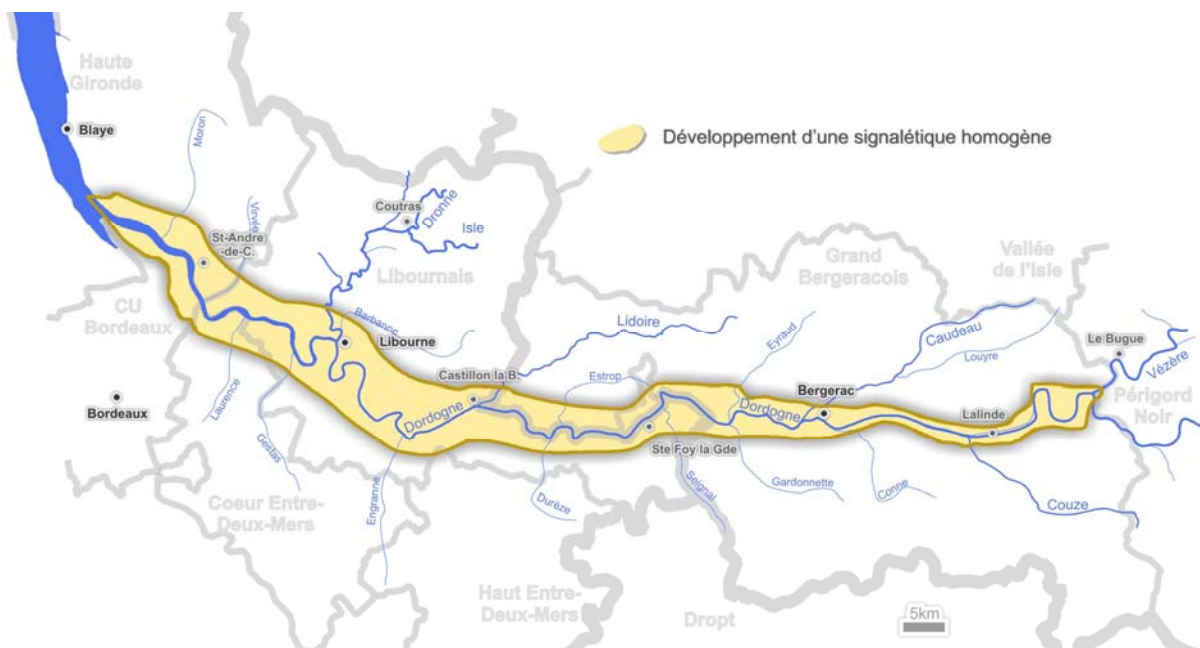 Haute
Gironde
Blaye
Moron
Développement d'une signalétique homogène
Virvée
Coutras
Dronne
Isle
St-Andre
-de-C.
Libournais
Grand
Bergeracois
Vallée
de l'Isle
CU
Bordeaux
Barbanne
Libourne
Lidoire
Eyraud
Caudeau
Louyre
Le Bugue
Vézère
Castillon la B.
Estrop
Bergerac
Périgord
Noir
Bordeaux
Laurence
Gestas
Dordogne
Dordogne
Lalinde
Ste Foy la Gde
Engranne
Durèze
Seignal
Gardonnette
Conne
Couze
Coeur Entre-
Deux-Mers
Haut Entre-
Deux-Mers
Dropt
5km